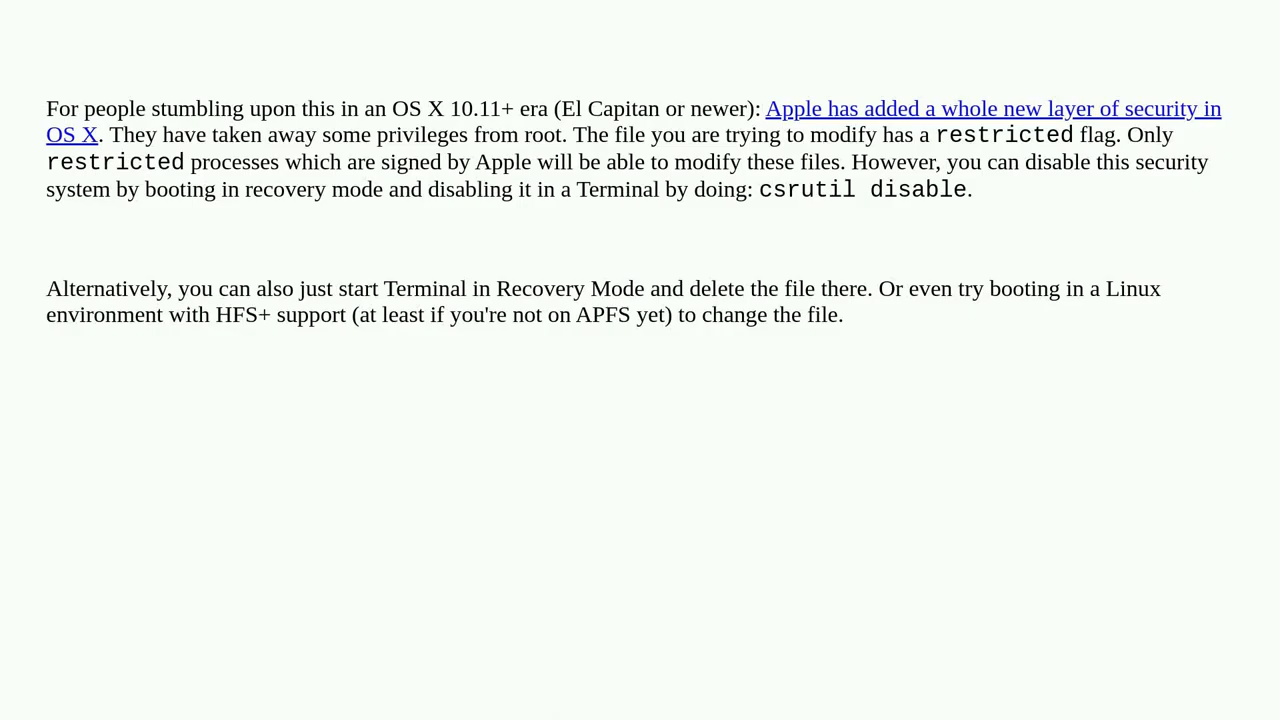 For people stumbling upon this in an OS X 10.11+ era (El Capitan or newer): Apple has added a whole new layer of security in
OS X. They have taken away some privileges from root. The file you are trying to modify has a restricted flag. Only
restricted processes which are signed by Apple will be able to modify these files. However, you can disable this security
system by booting in recovery mode and disabling it in a Terminal by doing: csrutil disable.
Alternatively, you can also just start Terminal in Recovery Mode and delete the file there. Or even try booting in a Linux
environment with HFS+ support (at least if you're not on APFS yet) to change the file.